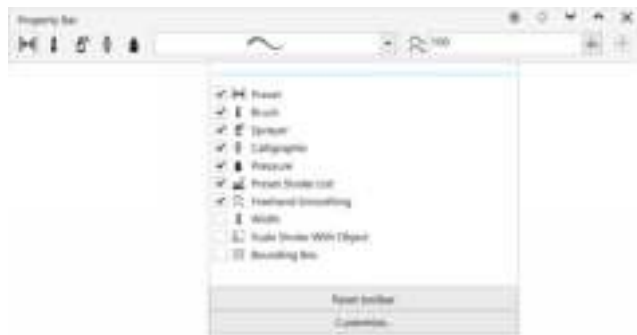 Property Bar
100
Preset
Brush
Sprayer
Calligraphic
Pressure
Preset Stroke List
Freehand Smoothing
Width
Scale Stroke With Object
Bounding Box
Reset toolbar
Customize...